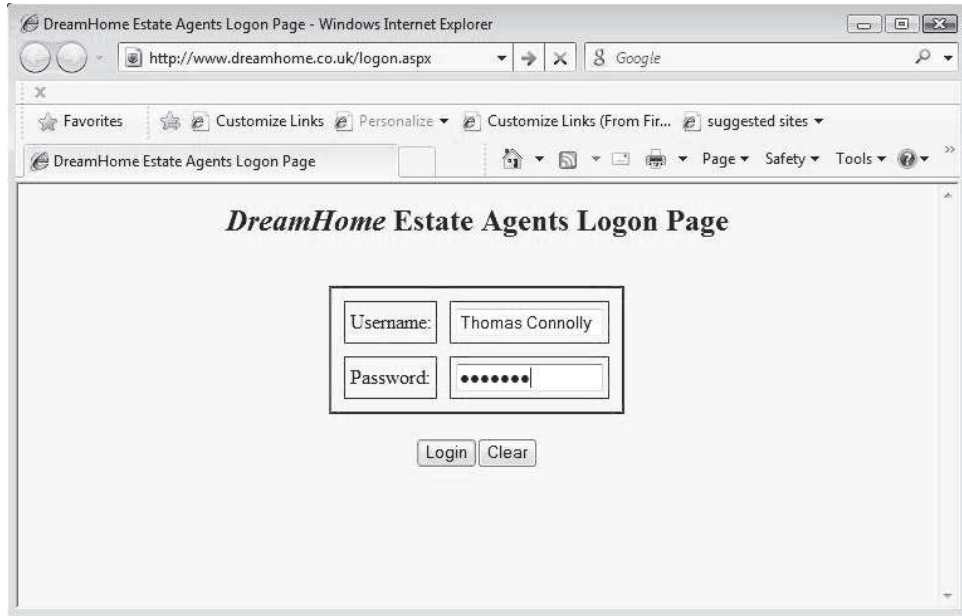 DreamHome Estate Agents Logon Page - Windows Internet Explorer
http://www.dreamhome.co.uk/logon.aspx Google
Favorites Customize Links Personalize Customize Links (From Fir... suggested sites
DreamHome Estate Agents Logon Page Page Safety Tools
DreamHome Estate Agents Logon Page
Username: Thomas Connolly
Password: •••••••
Login Clear